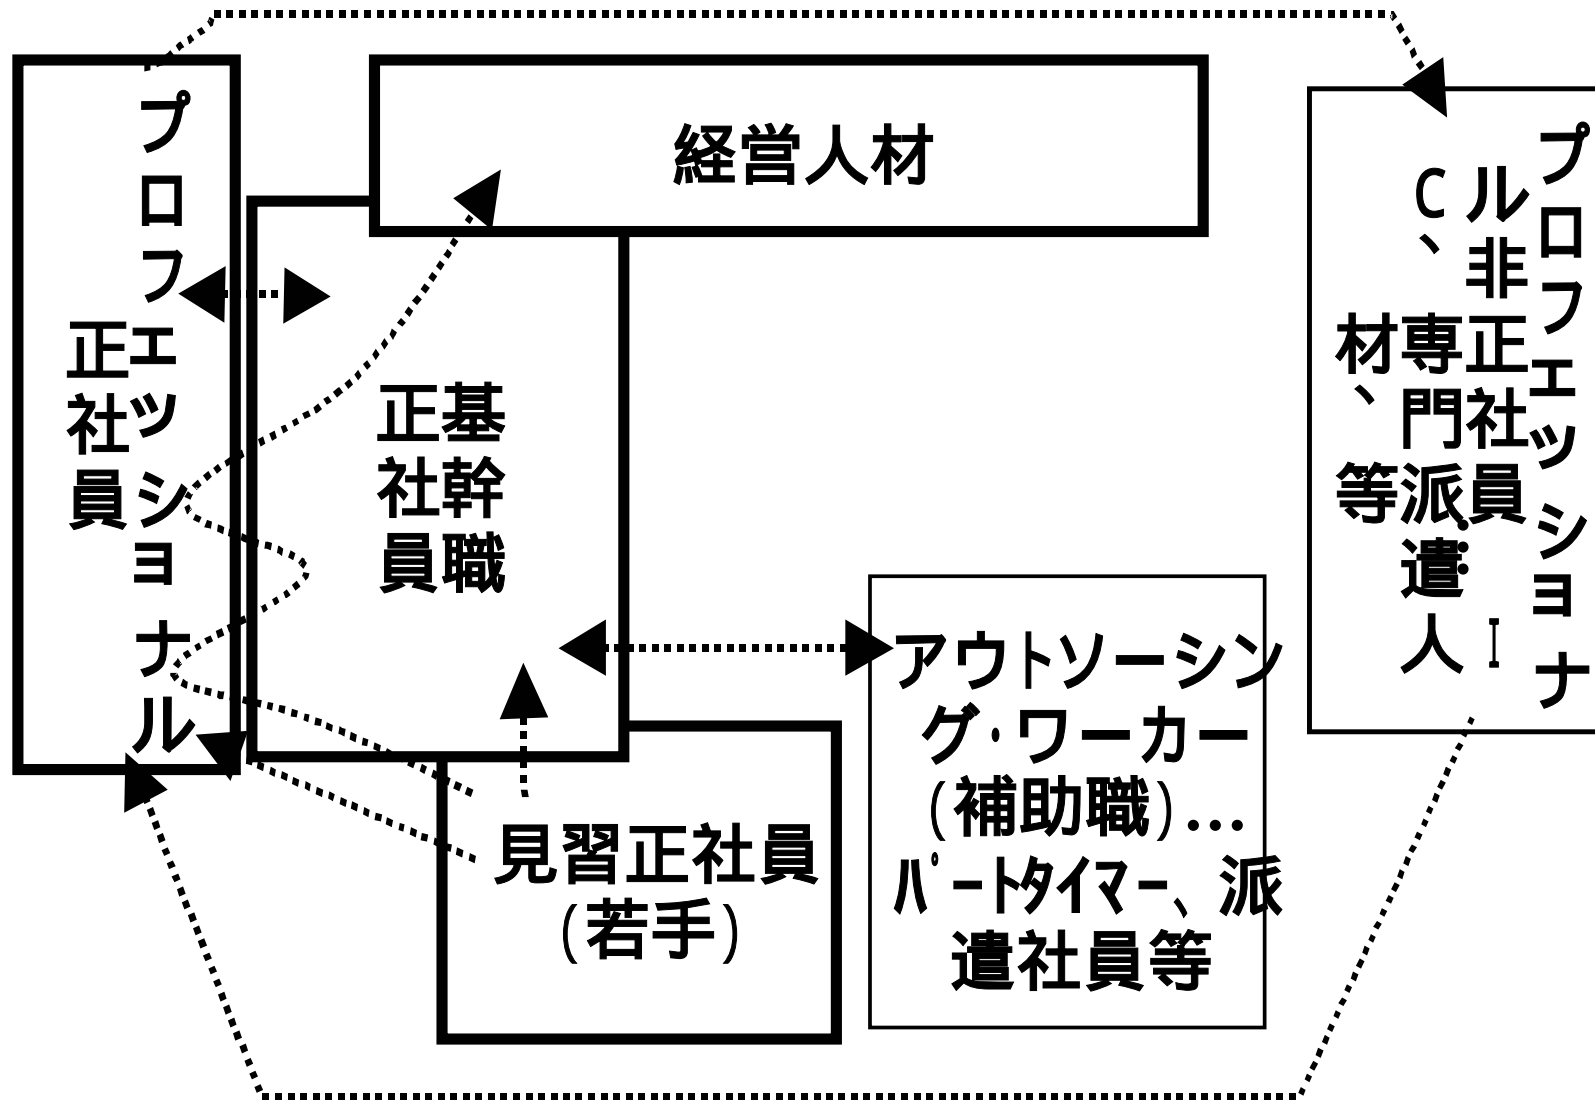 プロフェッショナル
正社員
経営人材
基幹職
正社員
見習正社員
(若手)
アウトソーシン
グ・ワーカー
(補助職)…
パートタイマー、派
遣社員等
プロフェッショナ
ル非正社員…I
C、専門派遣人
材、等